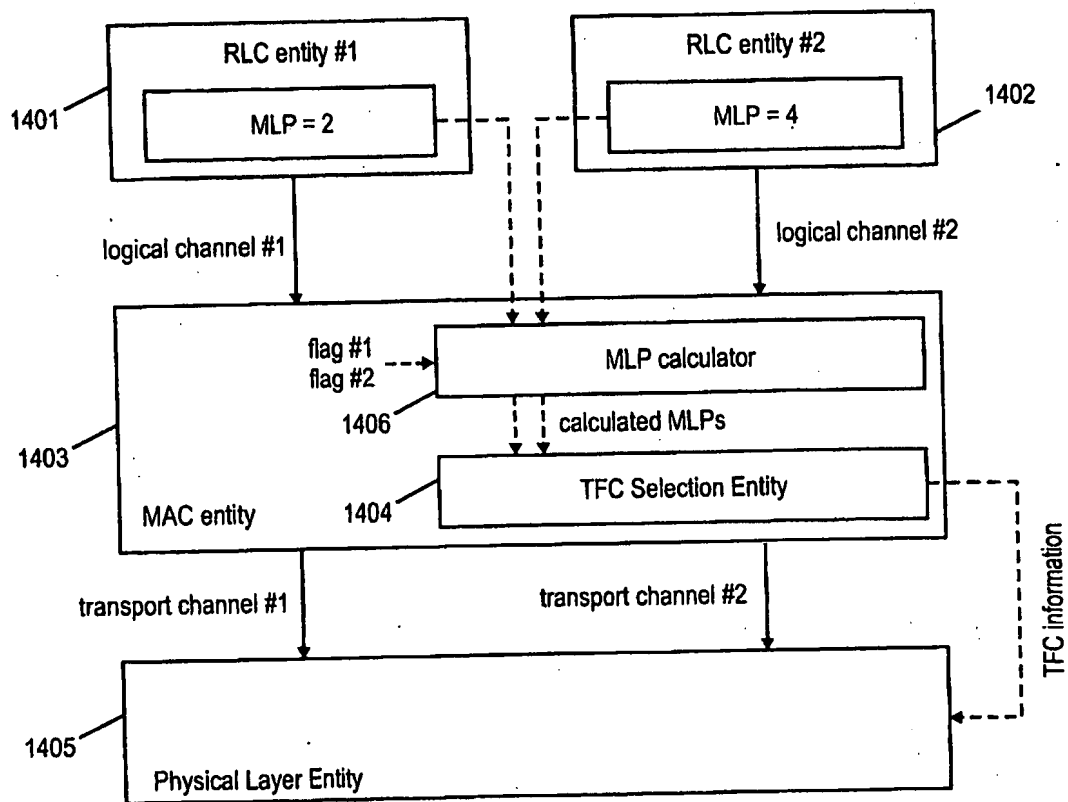 RLC entity #1
RLC entity #2
MLP = 2
MLP = 4
1401
1402
logical channel #1
logical channel #2
flag #1
flag #2
MLP calculator
1406
calculated MLPs
1403
1404
TFC Selection Entity
MAC entity
transport channel #1
transport channel #2
TFC information
1405
Physical Layer Entity